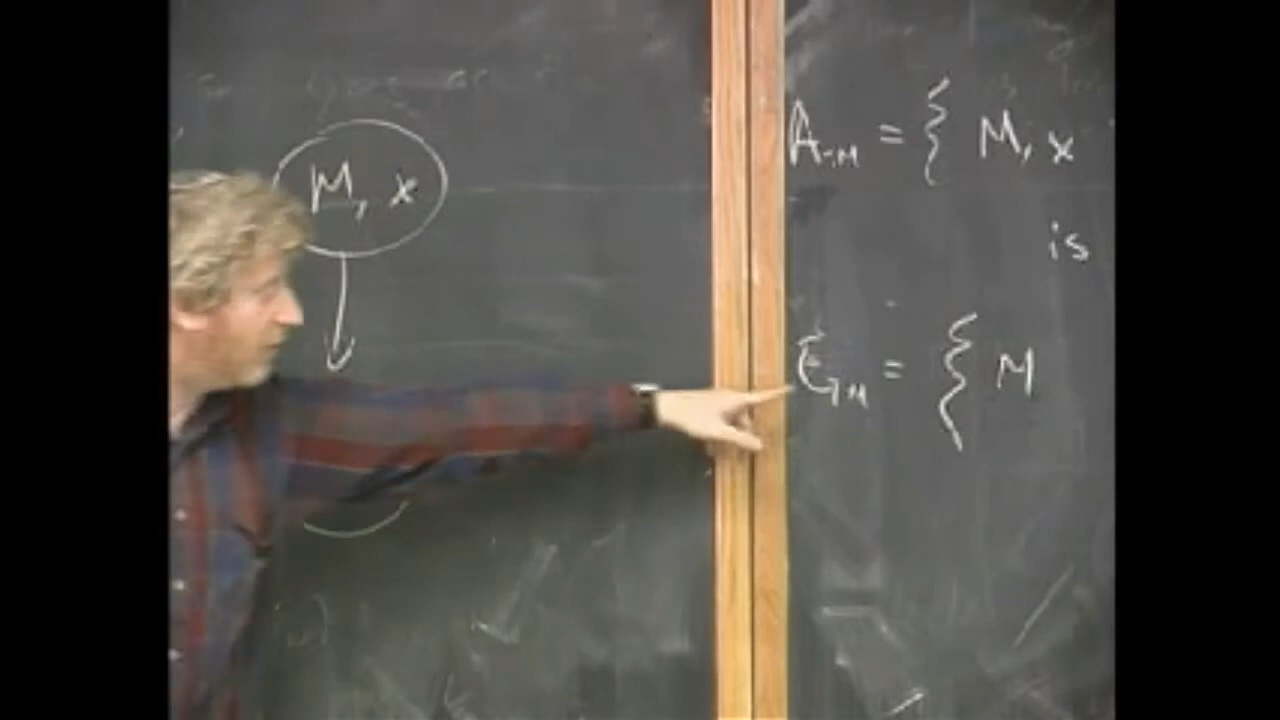 M, x
A_TM = { M, x
is
E_TM = { M